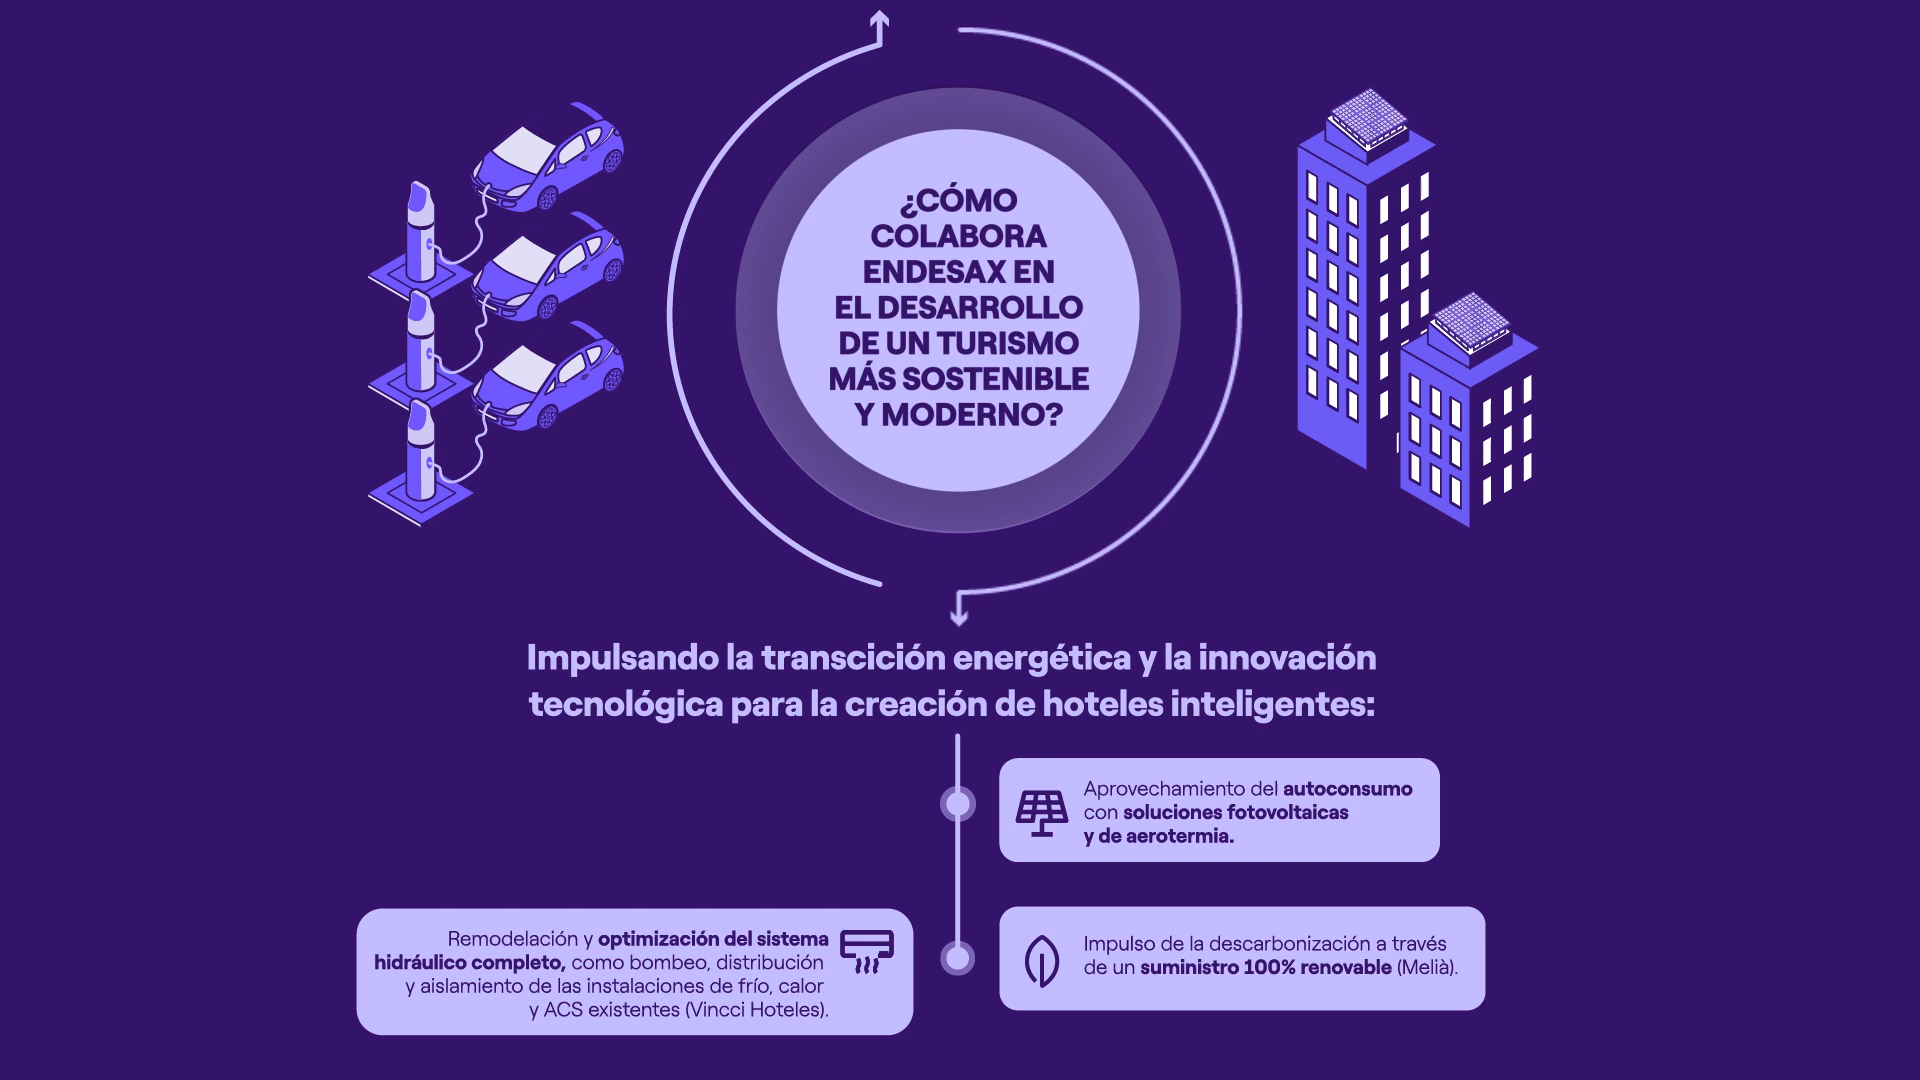 ¿CÓMO
COLABORA
ENDESAX EN
EL DESARROLLO
DE UN TURISMO
MÁS SOSTENIBLE
Y MODERNO?
Impulsando la transcición energética y la innovación
tecnológica para la creación de hoteles inteligentes:
Aprovechamiento del autoconsumo
con soluciones fotovoltaicas
y de aerotermia.
Remodelación y optimización del sistema
hidráulico completo, como bombeo, distribución
y aislamiento de las instalaciones de frío, calor
y ACS existentes (Vincci Hoteles).
Impulso de la descarbonización a través
de un suministro 100% renovable (Melià).